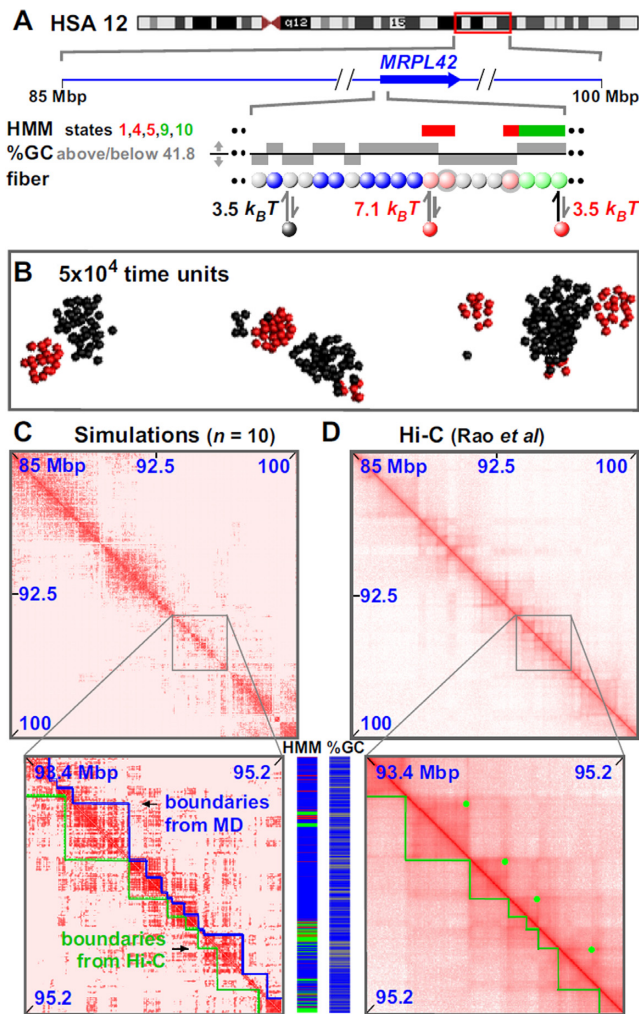 A HSA 12
q12 15
MRPL42
85 Mbp 100 Mbp
HMM states 1,4,5,9,10
%GC above/below 41.8
fiber
3.5 kBT 7.1 kBT 3.5 kBT
B 5x10⁴ time units
C Simulations (n = 10) D Hi-C (Rao et al)
85 Mbp 92.5 100 85 Mbp 92.5 100
92.5 92.5
100 100
HMM %GC
93.4 Mbp 95.2 93.4 Mbp 95.2
boundaries
from MD
boundaries
from Hi-C
95.2 95.2